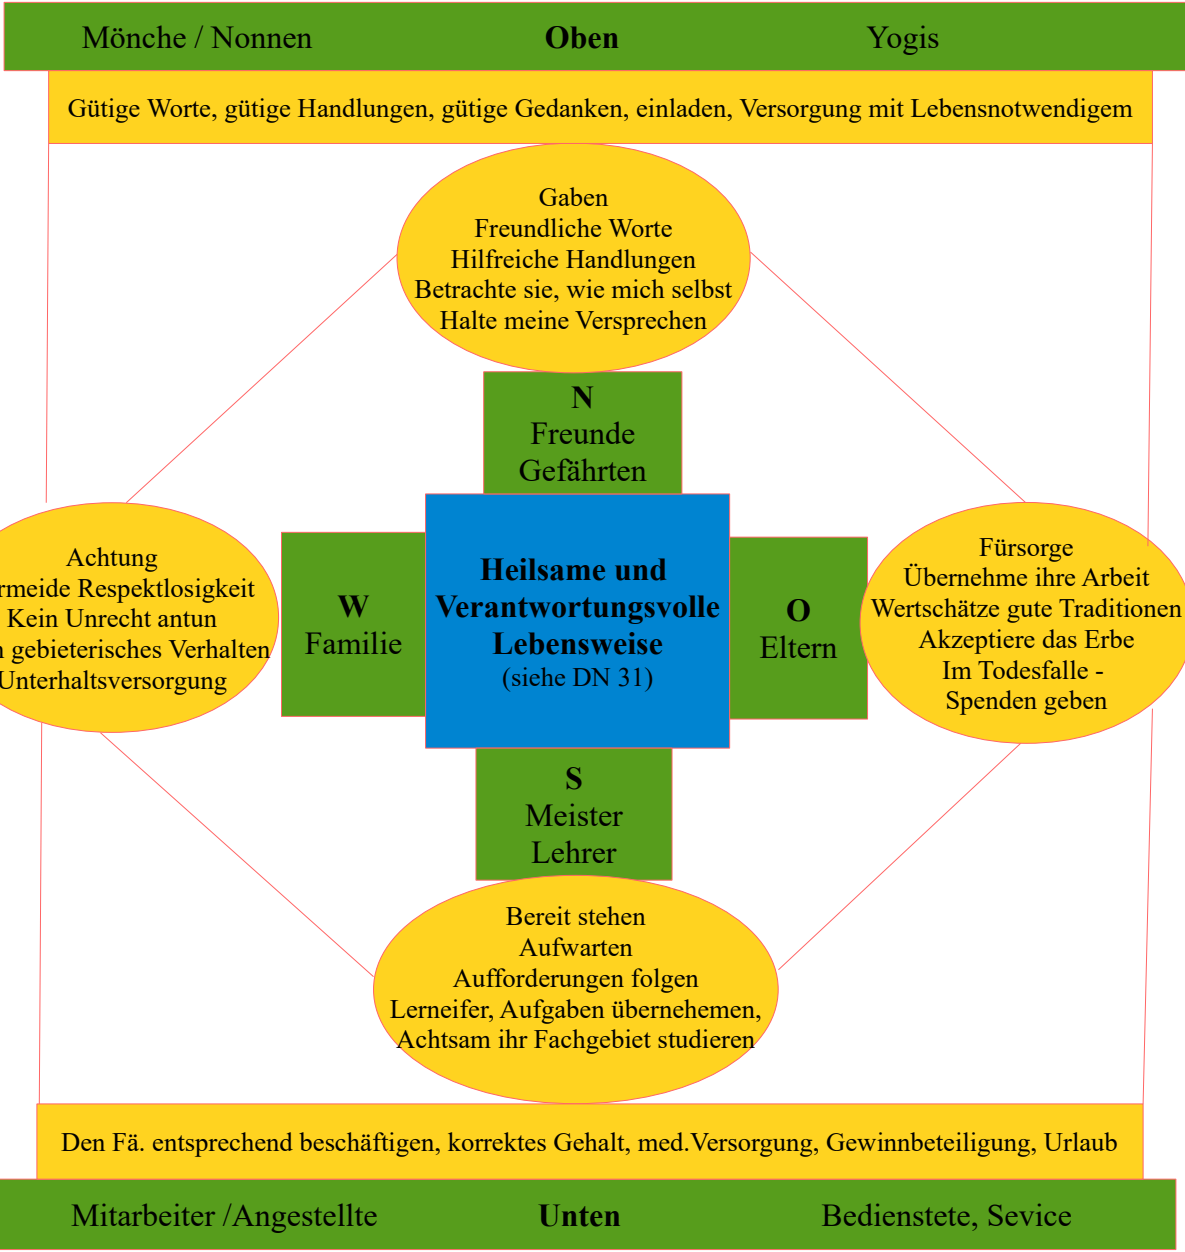 Mönche / Nonnen Oben Yogis
Gütige Worte, gütige Handlungen, gütige Gedanken, einladen, Versorgung mit Lebensnotwendigem
Gaben
Freundliche Worte
Hilfreiche Handlungen
Betrachte sie, wie mich selbst
Halte meine Versprechen
N
Freunde
Gefährten
Achtung
rmeide Respektlosigkeit
Kein Unrecht antun
gebieterisches Verhalten
Unterhaltsversorgung
W
Familie
Heilsame und
Verantwortungsvolle
Lebensweise
(siehe DN 31)
O
Eltern
Fürsorge
Übernehme ihre Arbeit
Wertschätze gute Traditionen
Akzeptiere das Erbe
Im Todesfalle -
Spenden geben
S
Meister
Lehrer
Bereit stehen
Aufwarten
Aufforderungen folgen
Lerneifer, Aufgaben übernehemen,
Achtsam ihr Fachgebiet studieren
Den Fä. entsprechend beschäftigen, korrektes Gehalt, med.Versorgung, Gewinnbeteiligung, Urlaub
Mitarbeiter /Angestellte Unten Bedienstete, Sevice